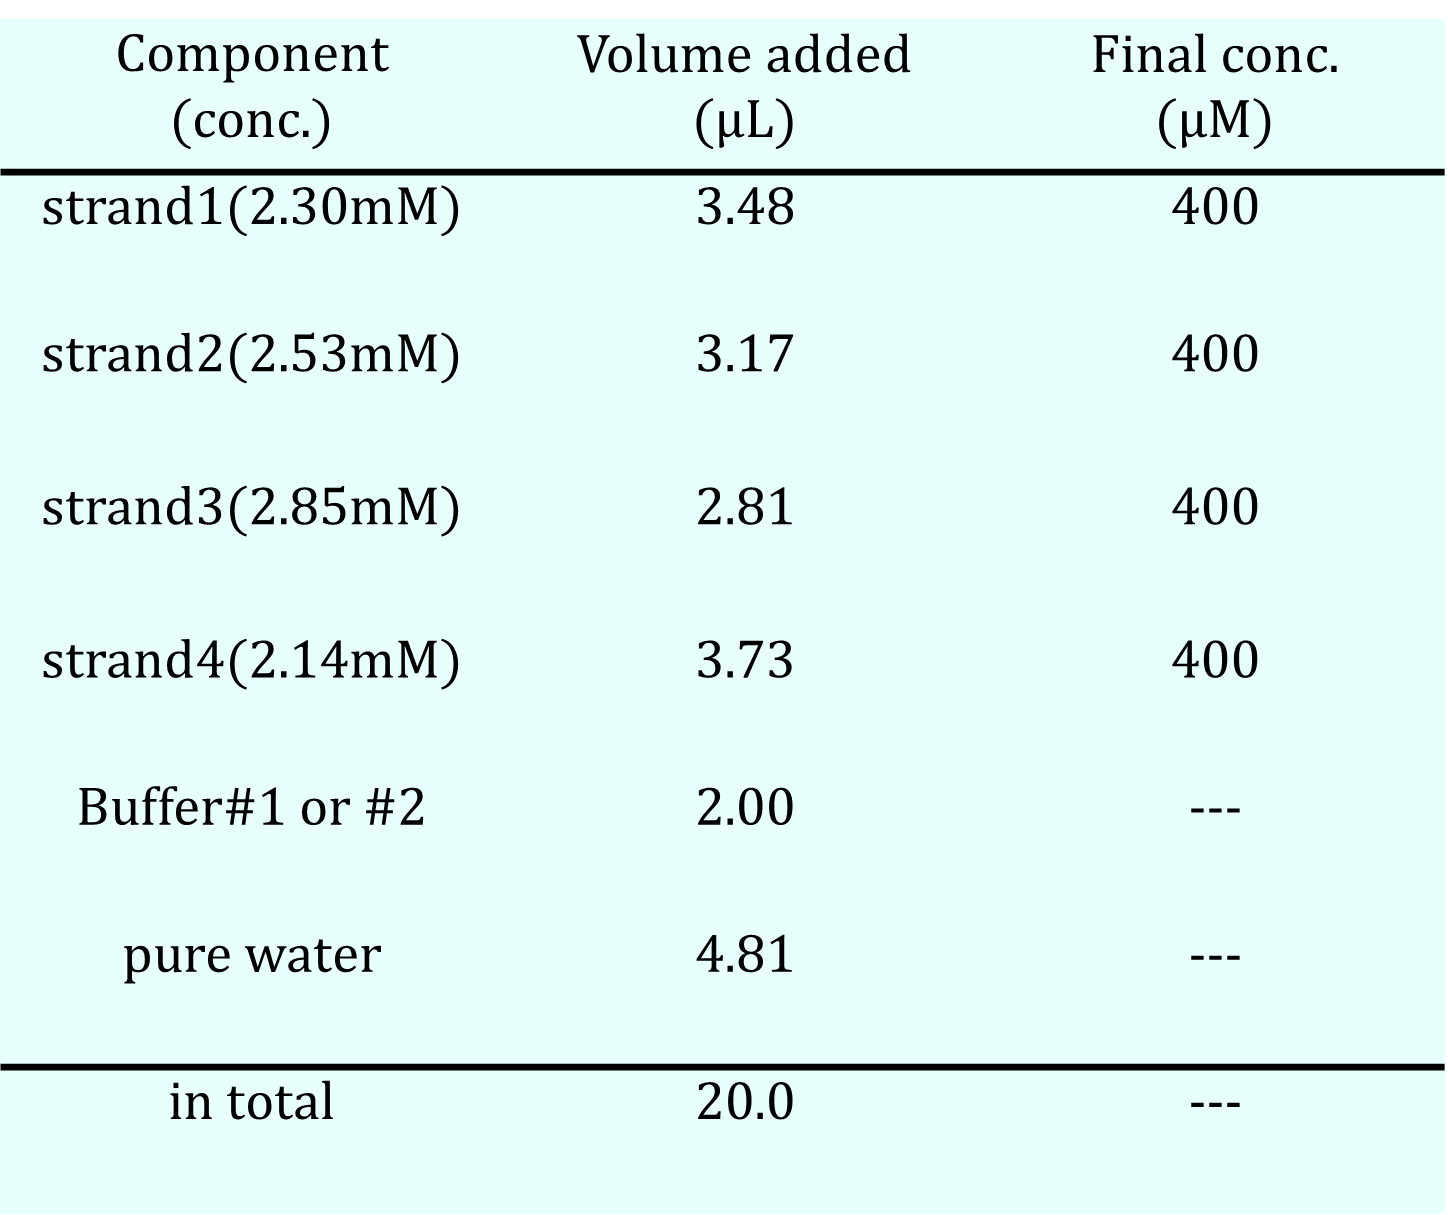 Component Volume added Final conc.
(conc.) (μL) (μM)
strand1(2.30mM) 3.48 400
strand2(2.53mM) 3.17 400
strand3(2.85mM) 2.81 400
strand4(2.14mM) 3.73 400
Buffer#1 or #2 2.00 ---
pure water 4.81 ---
in total 20.0 ---